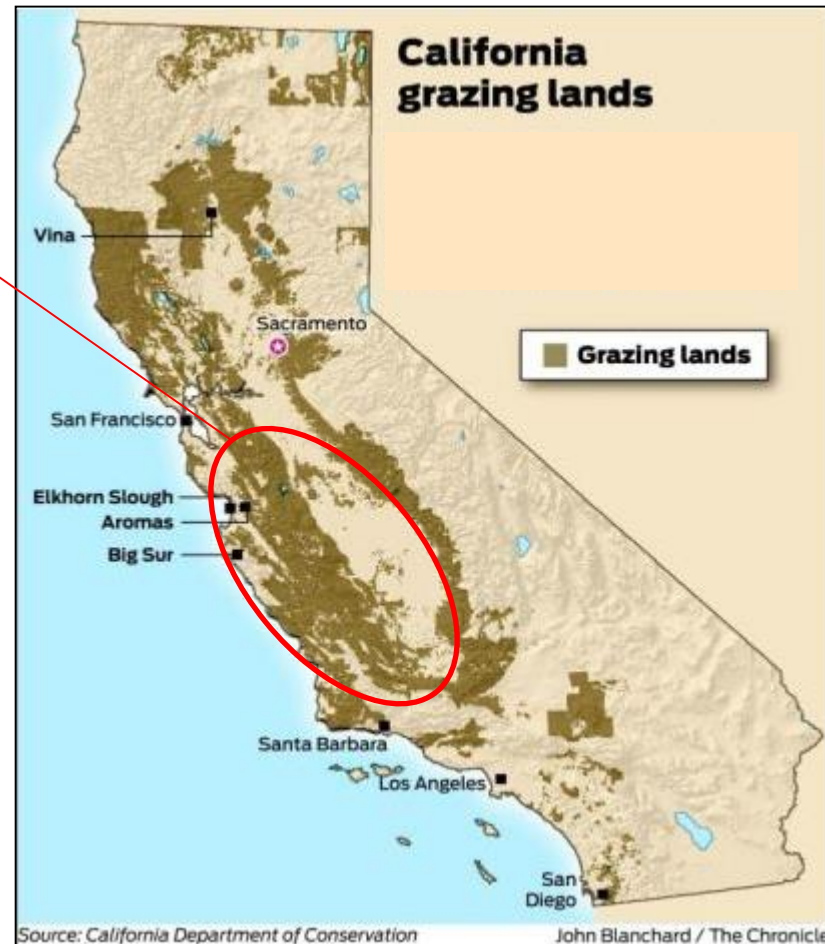 California
grazing lands
Vina
Sacramento
Grazing lands
San Francisco
Elkhorn Slough
Aromas
Big Sur
Santa Barbara
Los Angeles
San
Diego
Source: California Department of Conservation
John Blanchard / The Chronicle